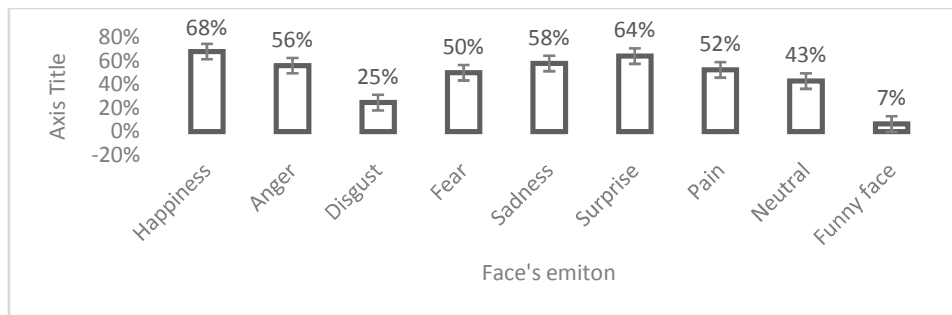 68%
56%
25%
50%
58%
64%
52%
43%
7%
80%
60%
40%
20%
0%
-20%
Axis Title
Happiness
Anger
Disgust
Fear
Sadness
Surprise
Pain
Neutral
Funny face
Face's emiton